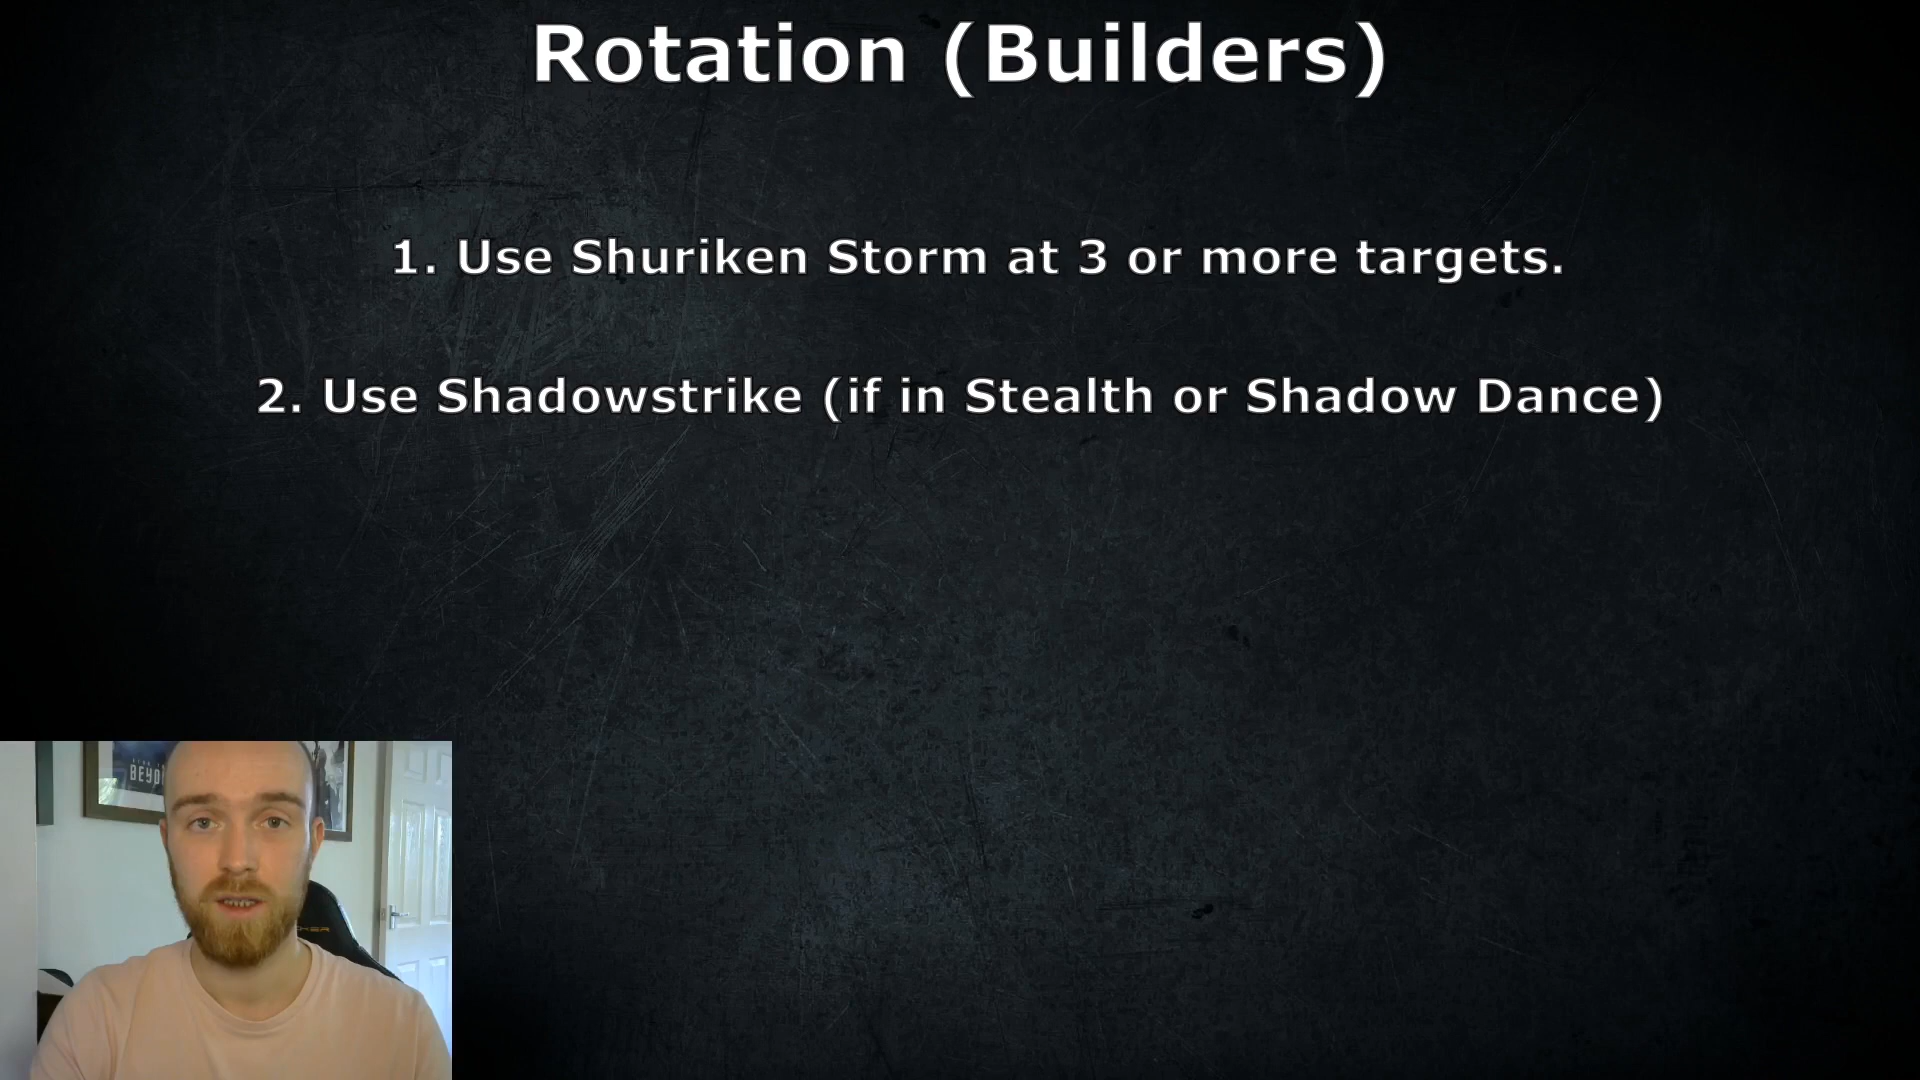 Rotation (Builders)
1. Use Shuriken Storm at 3 or more targets.
2. Use Shadowstrike (if in Stealth or Shadow Dance)